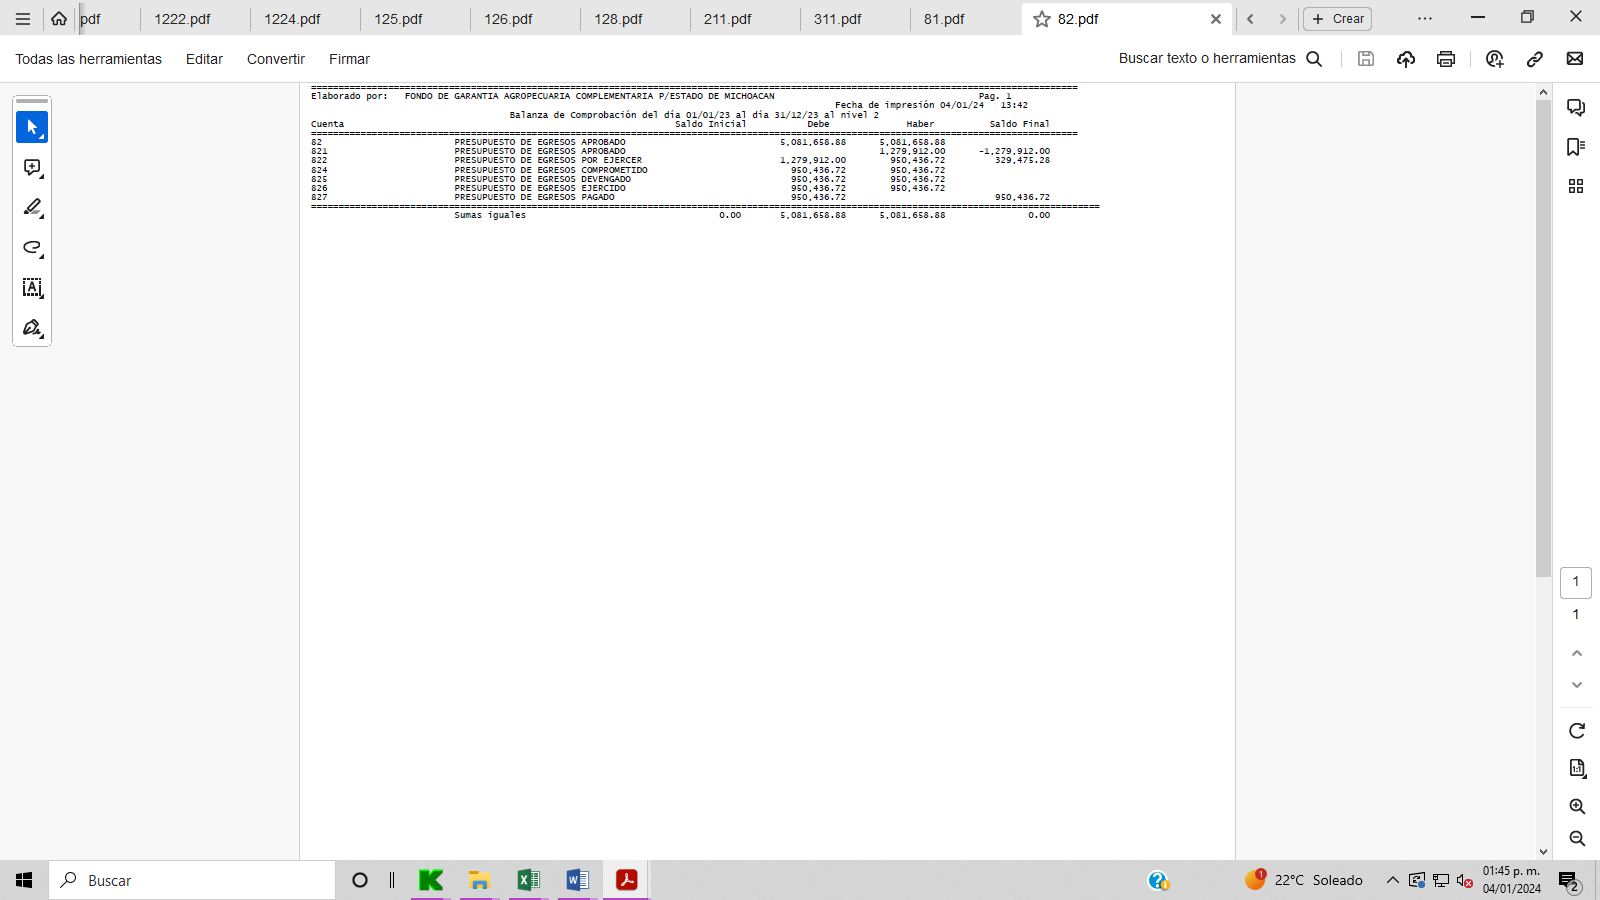 pdf 1222.pdf 1224.pdf 125.pdf 126.pdf 128.pdf 211.pdf 311.pdf 81.pdf 82.pdf Crear
Todas las herramientas Editar Convertir Firmar Buscar texto o herramientas
Elaborado por: FONDO DE GARANTIA AGROPECUARIA COMPLEMENTARIA P/ESTADO DE MICHOACAN Pag. 1
Fecha de impresión 04/01/24 13:42
Balanza de Comprobación del día 01/01/23 al día 31/12/23 al nivel 2
Cuenta Saldo Inicial Debe Haber Saldo Final
82 PRESUPUESTO DE EGRESOS APROBADO 5,081,658.88 5,081,658.88
821 PRESUPUESTO DE EGRESOS APROBADO 1,279,912.00 -1,279,912.00
822 PRESUPUESTO DE EGRESOS POR EJERCER 1,279,912.00 950,436.72 329,475.28
824 PRESUPUESTO DE EGRESOS COMPROMETIDO 950,436.72 950,436.72
825 PRESUPUESTO DE EGRESOS DEVENGADO 950,436.72 950,436.72
826 PRESUPUESTO DE EGRESOS EJERCIDO 950,436.72 950,436.72
827 PRESUPUESTO DE EGRESOS PAGADO 950,436.72 950,436.72
Sumas iguales 0.00 5,081,658.88 5,081,658.88 0.00
1
1
Buscar
22°C Soleado
01:45 p. m.
04/01/2024
2